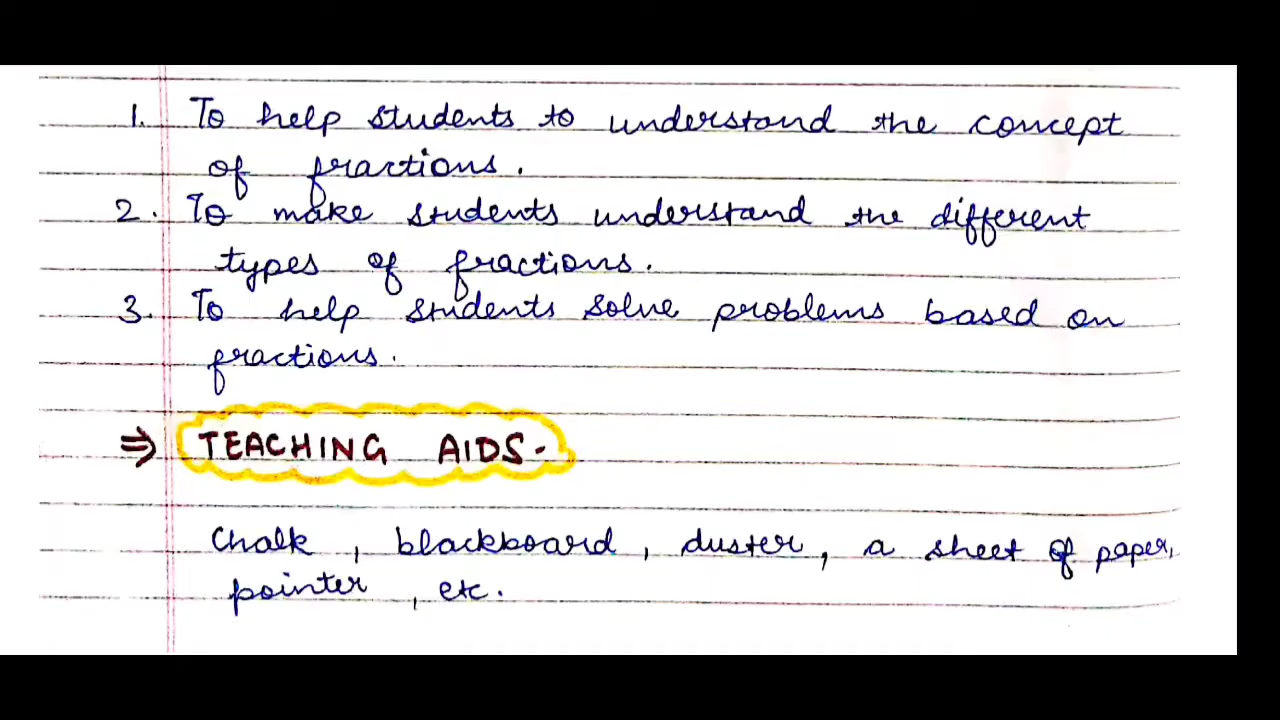 1. To help students to understand the concept
of fractions.
2. To make students understand the different
types of fractions.
3. To help students solve problems based on
fractions.
⇒ TEACHING AIDS-
Chalk, blackboard, duster, a sheet of paper,
pointer, etc.